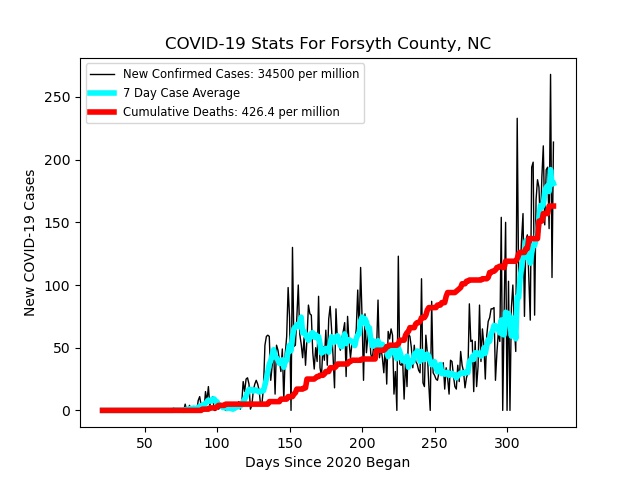 COVID-19 Stats For Forsyth County, NC
New Confirmed Cases: 34500 per million
7 Day Case Average
Cumulative Deaths: 426.4 per million
New COVID-19 Cases
250
200
150
100
50
0
50 100 150 200 250 300
Days Since 2020 Began